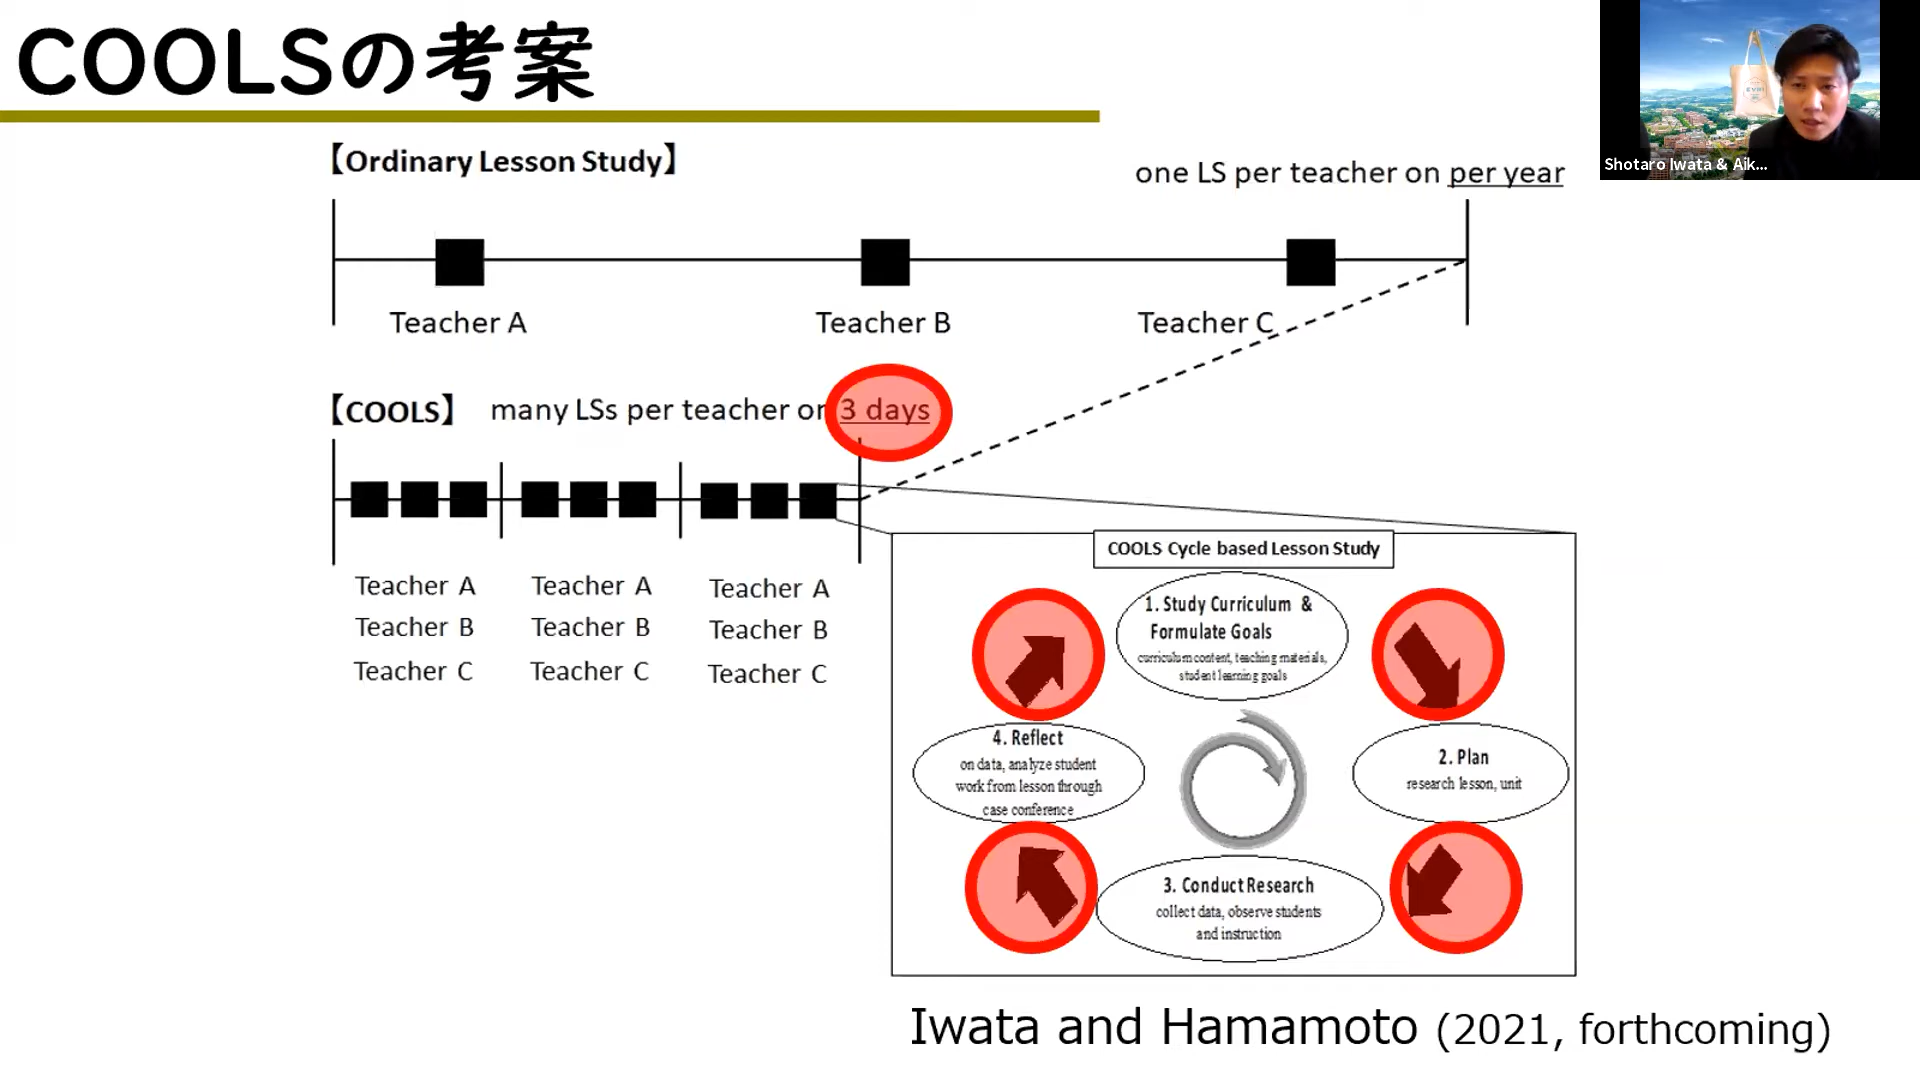 COOLSの考案
【Ordinary Lesson Study】
one LS per teacher on per year
Shotaro Iwata & Aik...
Teacher A
Teacher B
Teacher C
【COOLS】 many LSs per teacher on 3 days
Teacher A
Teacher B
Teacher C
Teacher A
Teacher B
Teacher C
Teacher A
Teacher B
Teacher C
COOLS Cycle based Lesson Study
1. Study Curriculum &
Formulate Goals
curriculum content, teaching materials,
student learning goals
2. Plan
research lesson, unit
3. Conduct Research
collect data, observe students
and instruction
4. Reflect
on data, analyze student
work from lesson through
case conference
Iwata and Hamamoto (2021, forthcoming)